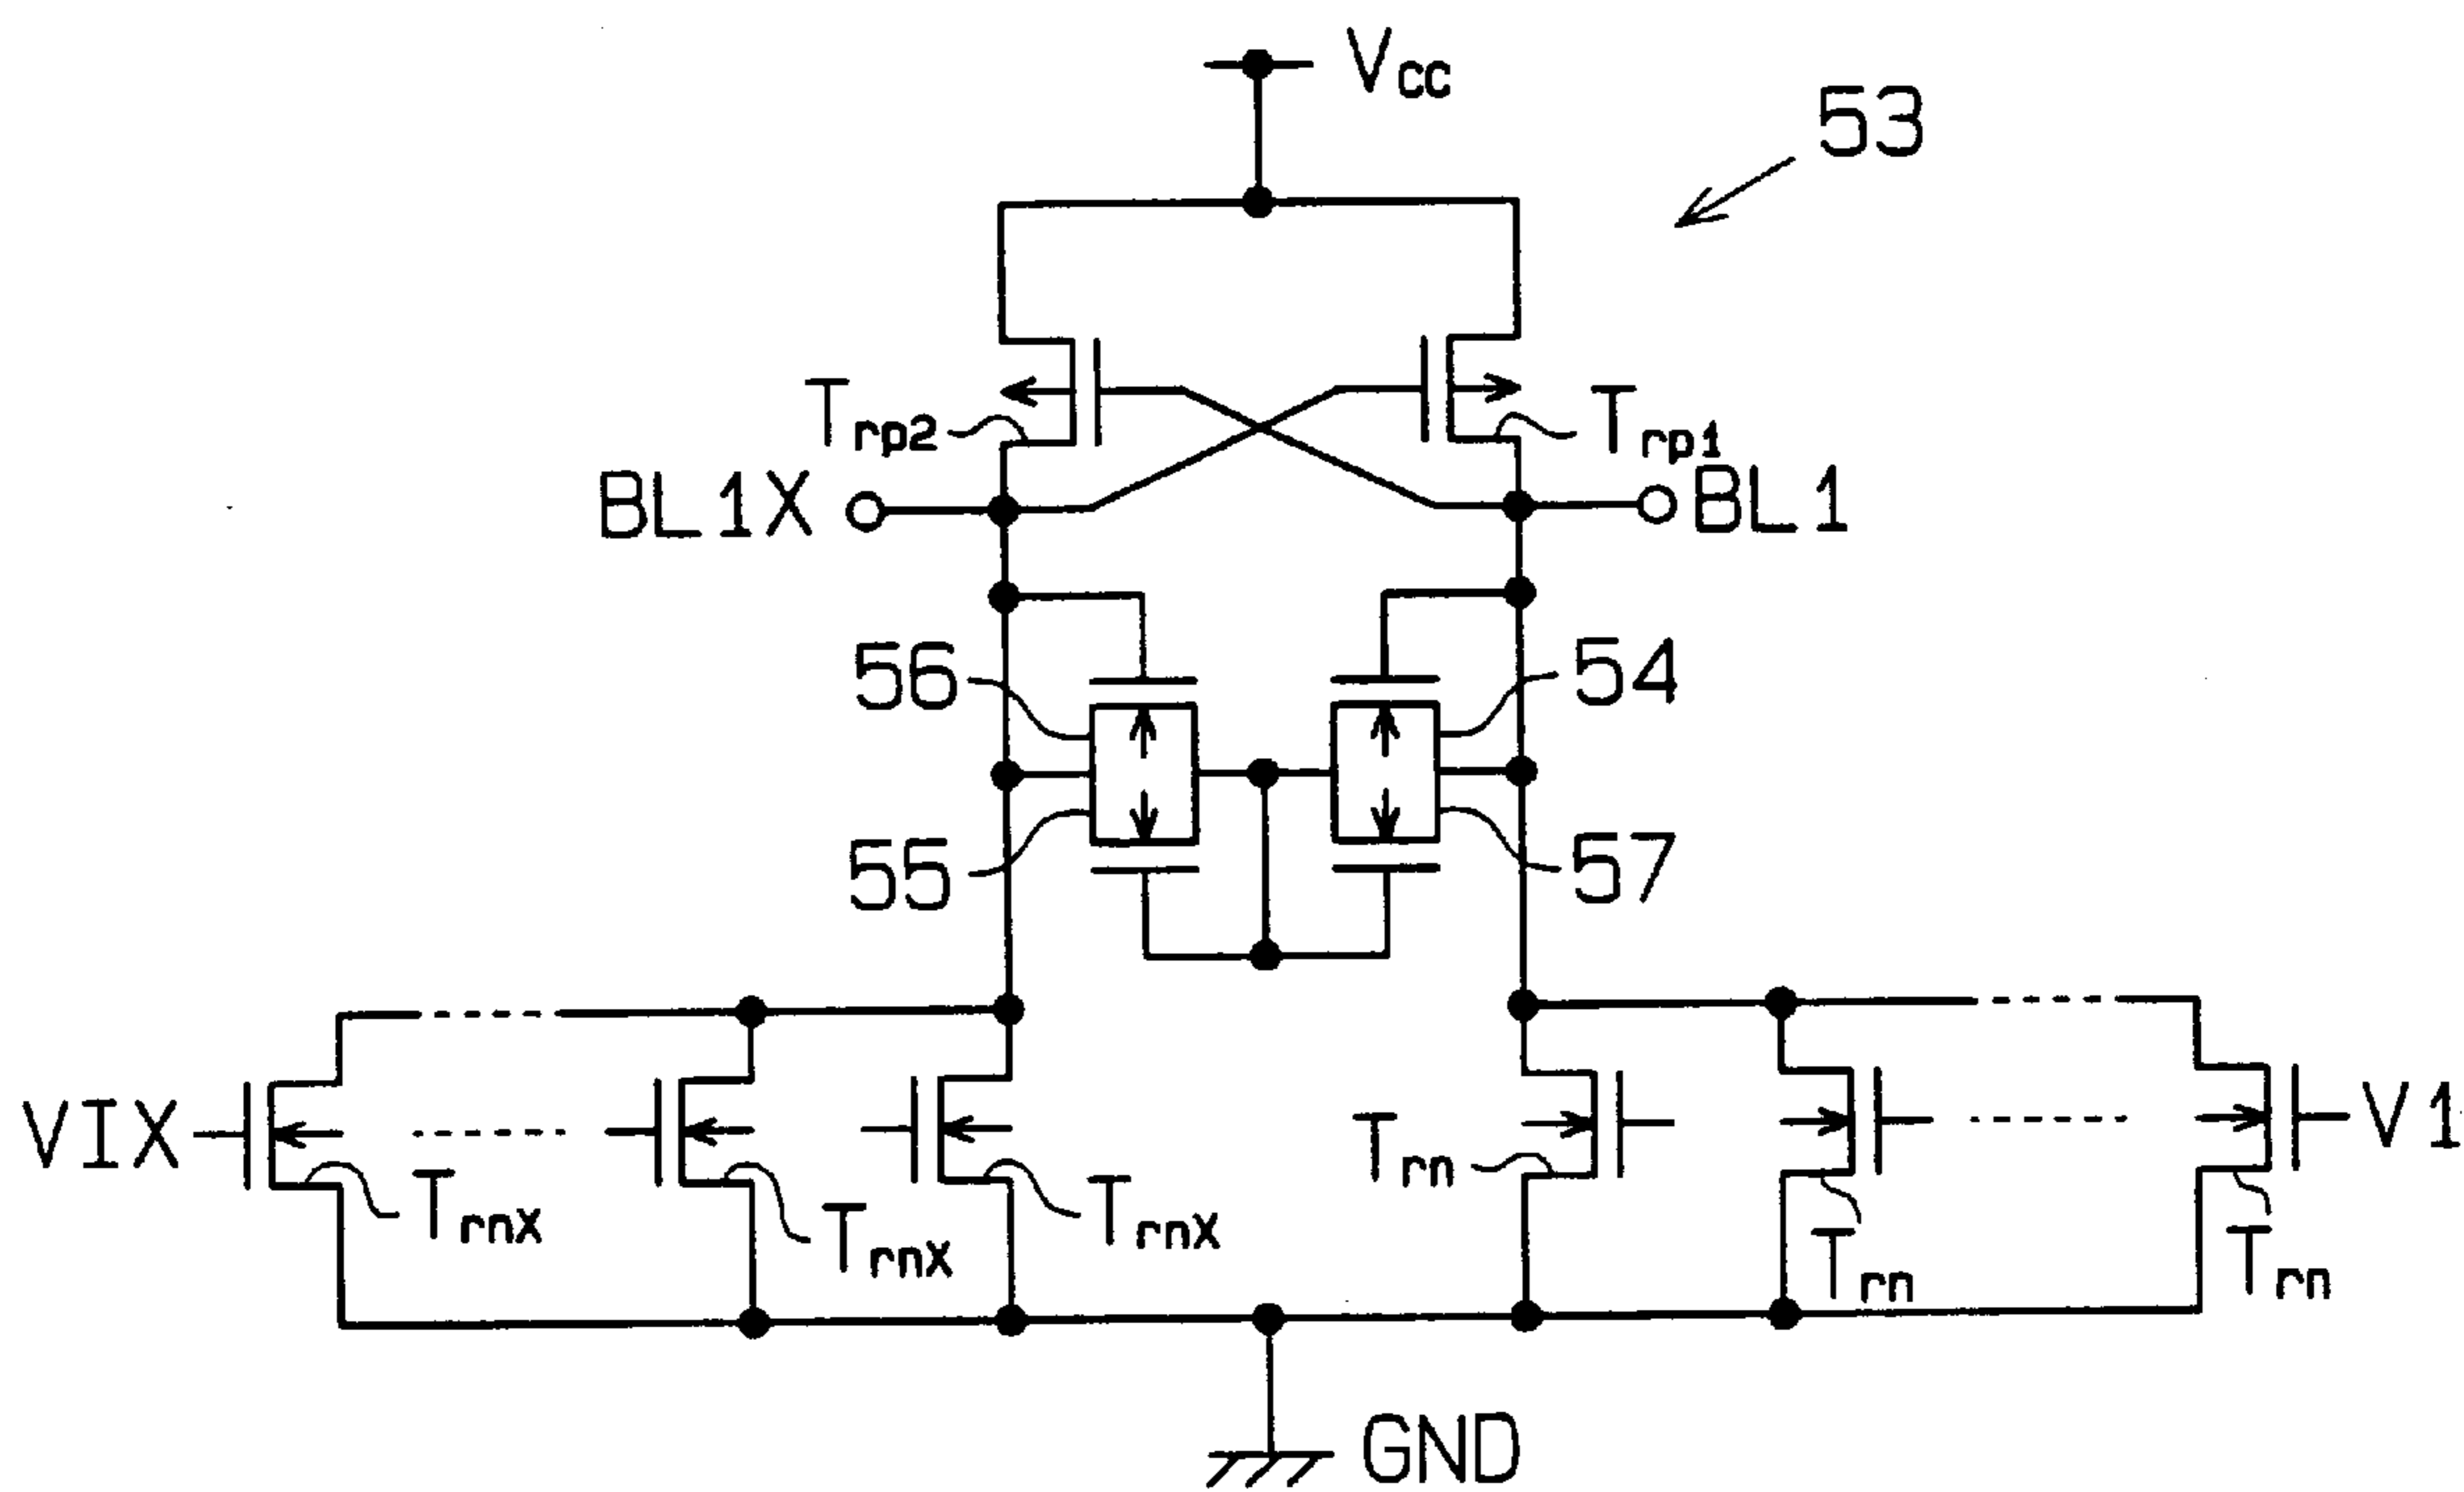 Vcc
53
Trp2
Trp1
BL1X
BL1
56
54
55
57
VIX
V1
Trn
TrnX
TrnX
TrnX
Trn
Trn
GND